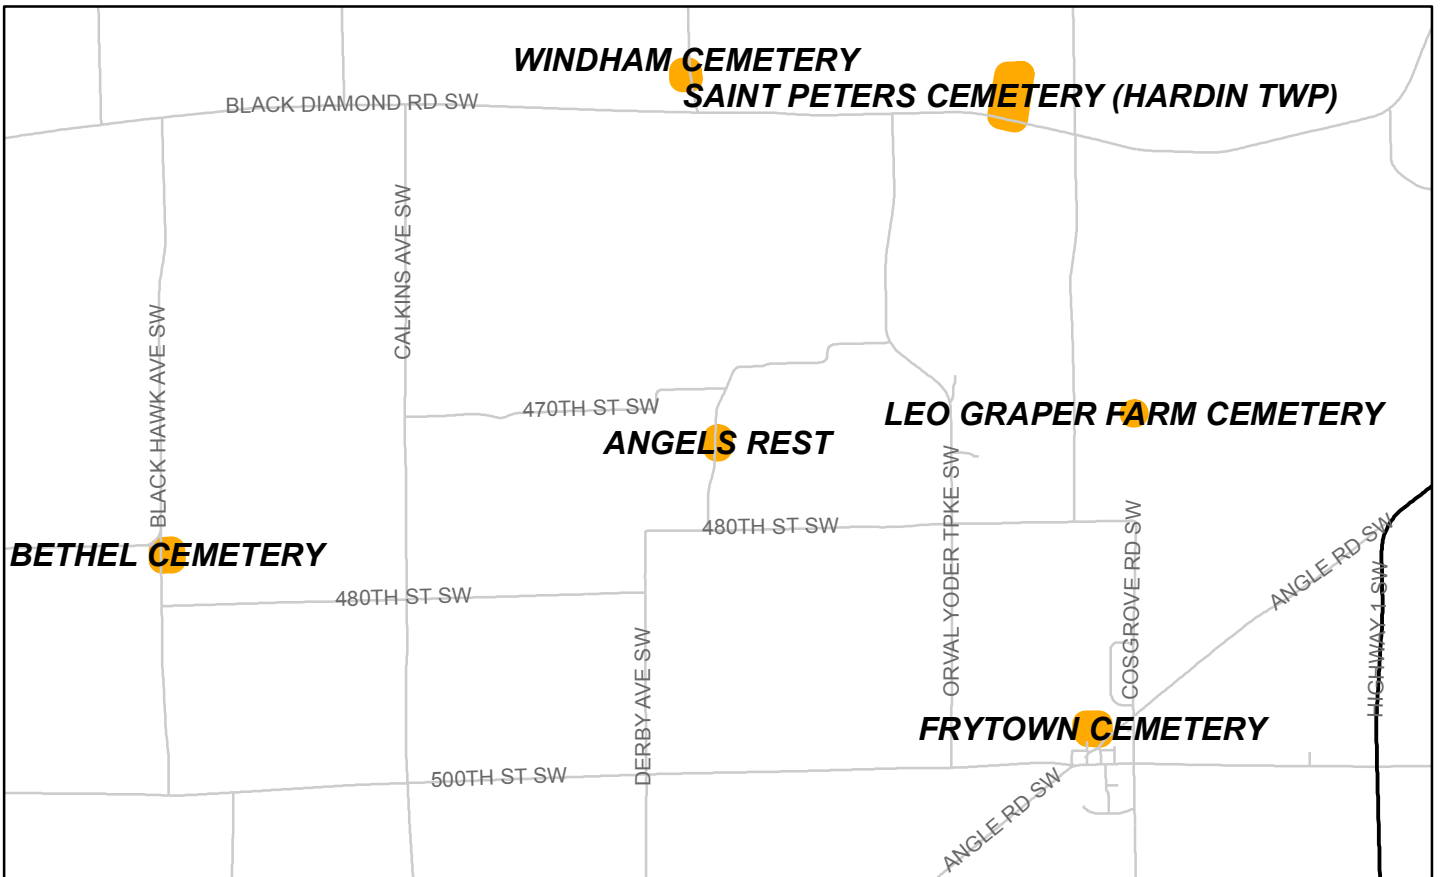 WINDHAM CEMETERY
SAINT PETERS CEMETERY (HARDIN TWP)
BLACK DIAMOND RD SW
CALKINS AVE SW
BLACK HAWK AVE SW
470TH ST SW
LEO GRAPER FARM CEMETERY
ANGELS REST
ORVAL YODER TPKE SW
480TH ST SW
COSGROVE RD SW
ANGLE RD SW
BETHEL CEMETERY
HIGHWAY 1 SW
480TH ST SW
DERBY AVE SW
FRYTOWN CEMETERY
500TH ST SW
ANGLE RD SW